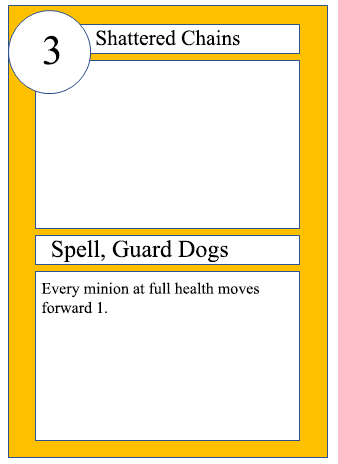 3
Shattered Chains
Spell, Guard Dogs
Every minion at full health moves
forward 1.